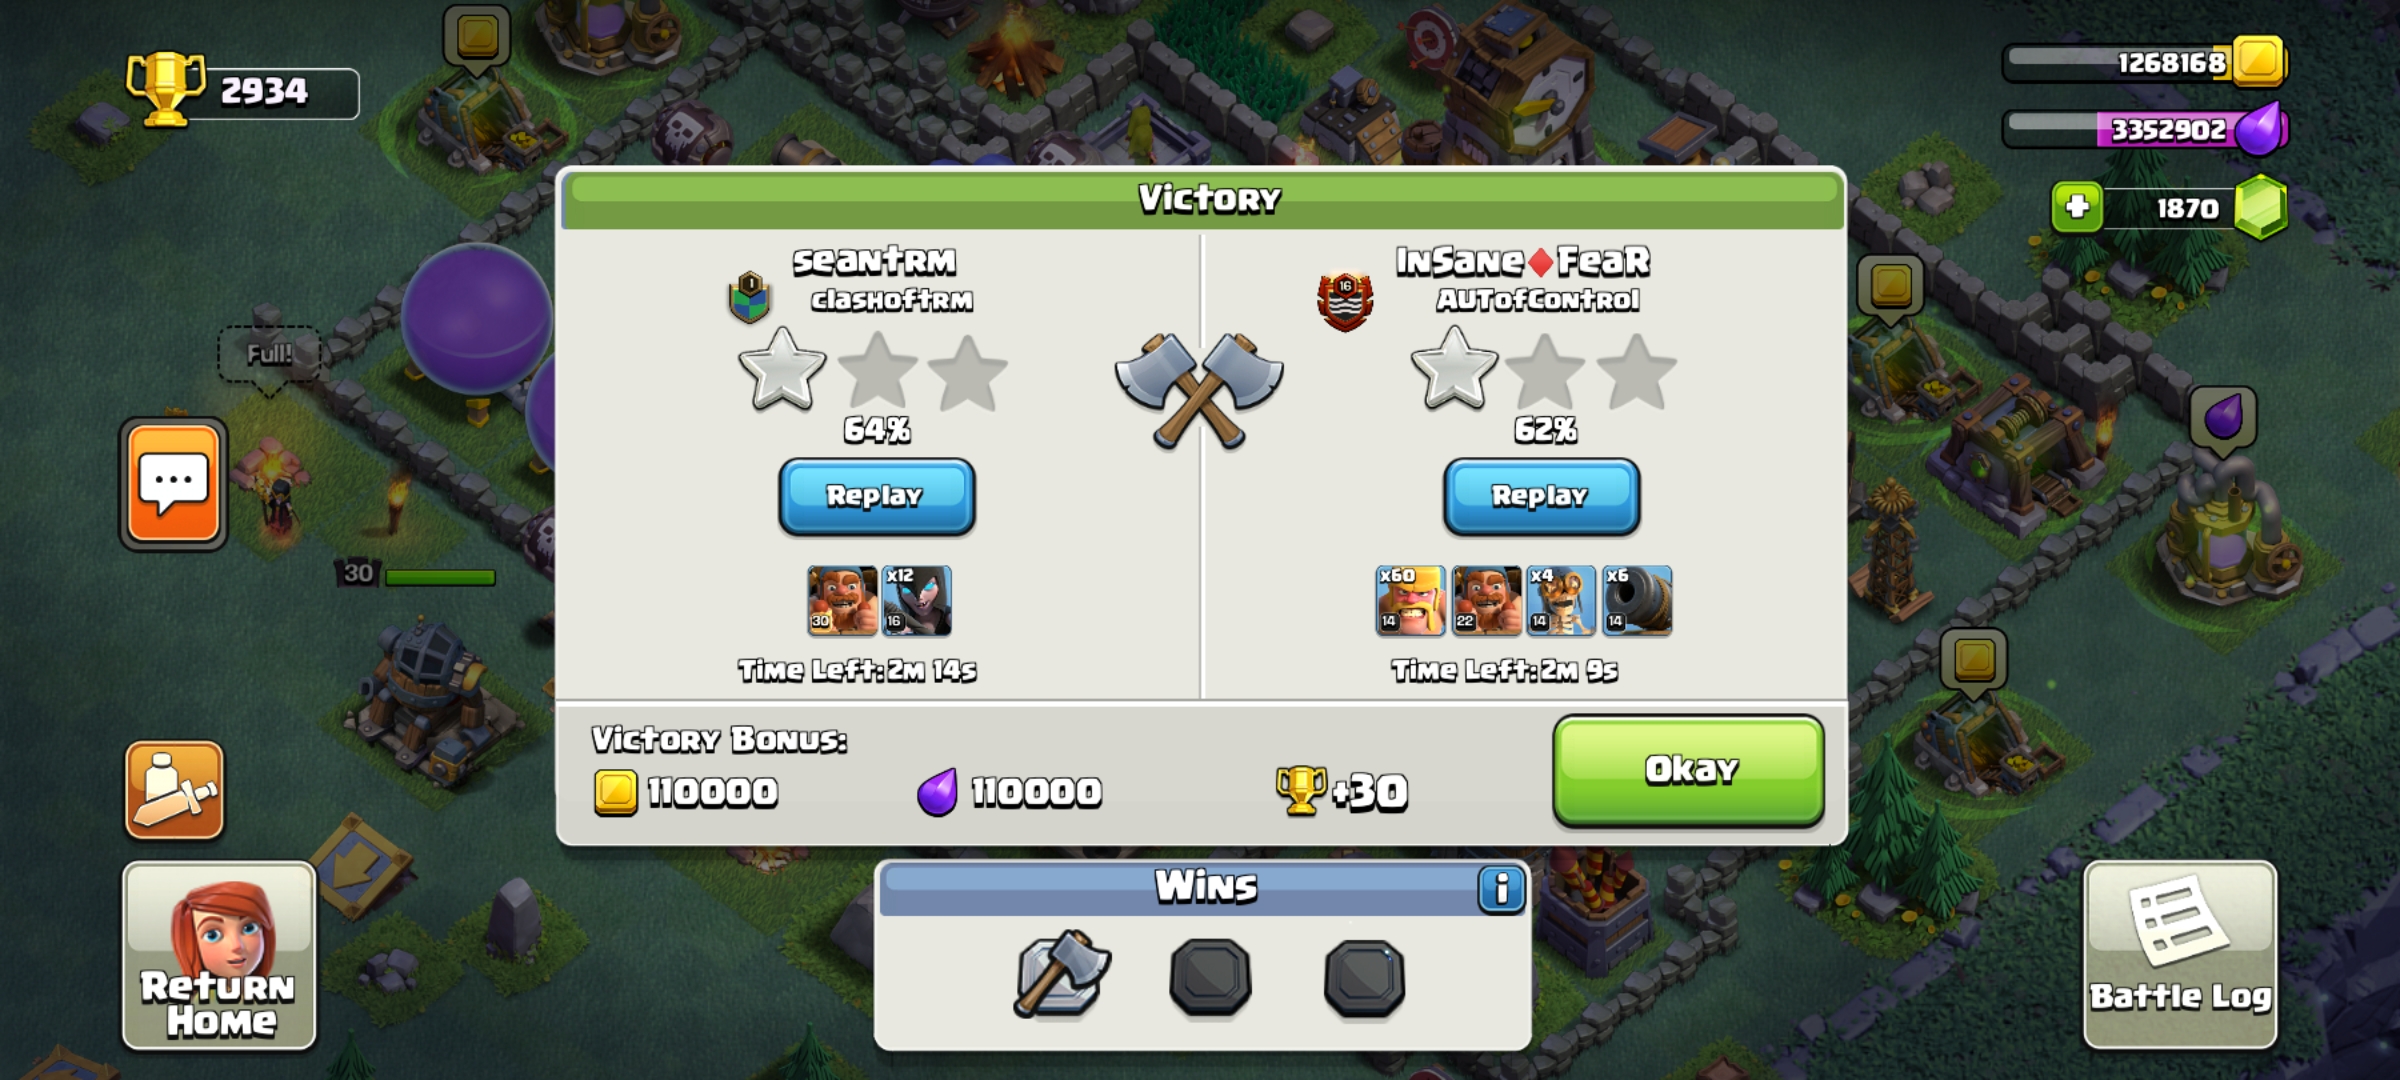 2934
1268168
3352902
1870
Full!
30
Victory
seantrm
1
clashoftrm
64%
Replay
30
x12
16
Time Left:2m 14s
InSane♦️FeaR
16
AUTofControl
62%
Replay
x60
14
22
x4
14
x6
14
Time Left:2m 9s
Victory Bonus:
110000
110000
+30
Okay
Wins
i
Return
Home
Battle Log